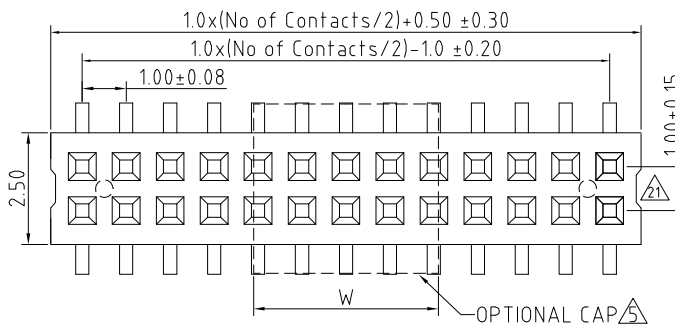 1.0x(No of Contacts/2)+0.50 ±0.30
1.0x(No of Contacts/2)-1.0 ±0.20
1.00±0.08
1.00±0.15
2.50
21
W
OPTIONAL CAP 5